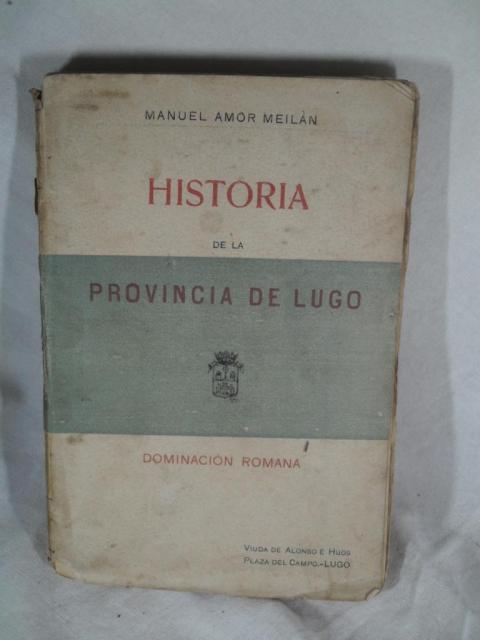 MANUEL AMOR MEILÁN
HISTORIA
DE LA
PROVINCIA DE LUGO
DOMINACIÓN ROMANA
VIUDA DE ALONSO É HIJOS
PLAZA DEL CAMPO.-LUGO